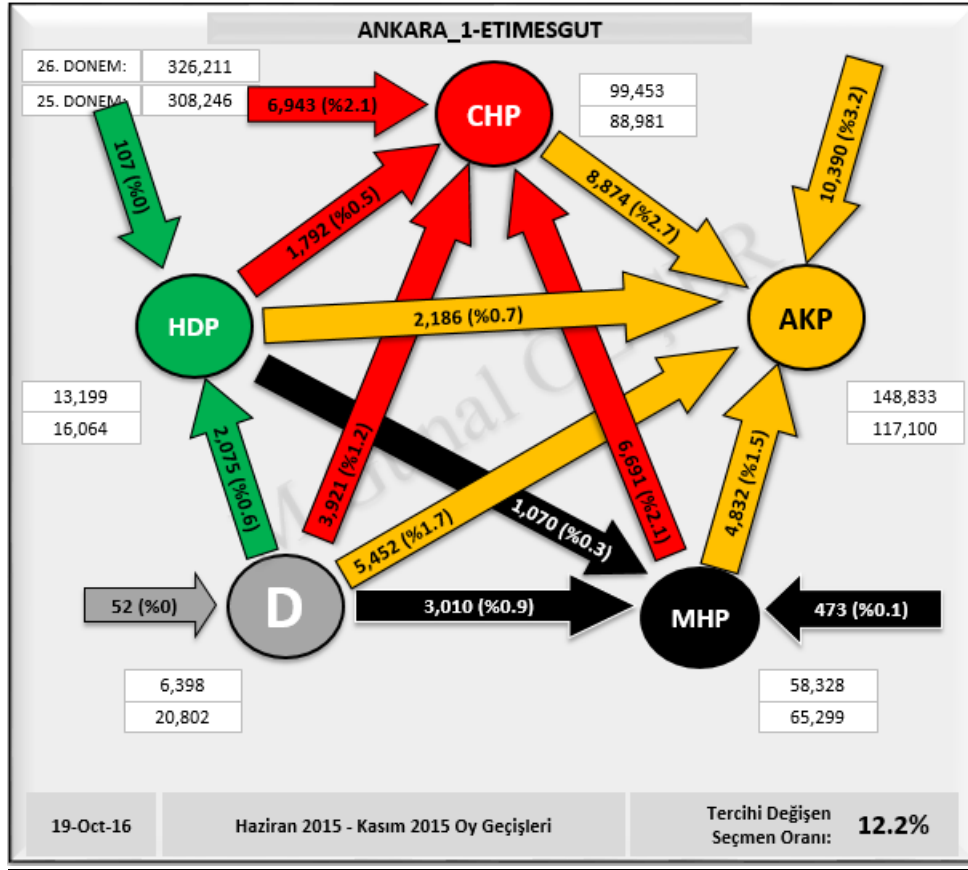 ANKARA_1-ETIMESGUT
26. DONEM: 326,211
25. DONEM: 308,246
6,943 (%2.1)
CHP
99,453
88,981
10,390 (%3.2)
107 (%0)
1,792 (%0.5)
8,874 (%2.7)
HDP
2,186 (%0.7)
AKP
13,199
16,064
148,833
117,100
2,075 (%0.6)
3,921 (%1.2)
5,452 (%1.7)
1,070 (%0.3)
6,691 (%2.1)
4,832 (%1.5)
52 (%0)
D
3,010 (%0.9)
MHP
473 (%0.1)
6,398
20,802
58,328
65,299
19-Oct-16
Haziran 2015 - Kasım 2015 Oy Geçişleri
Tercihi Değişen
Seçmen Oranı: 12.2%